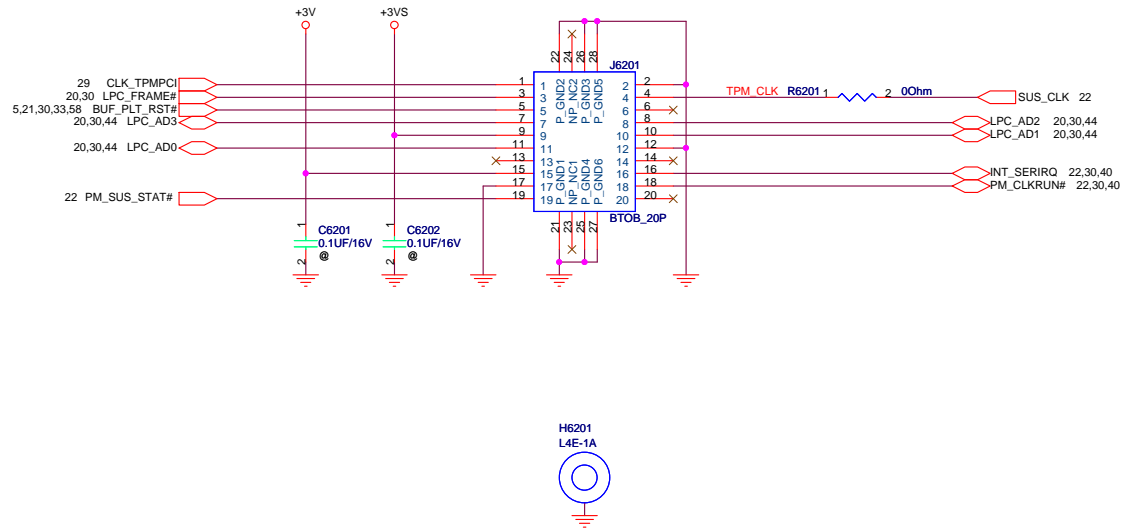 +3V +3VS
22 24 26 28
J6201
P_GND2 NP_NC2 P_GND3 P_GND5
29 CLK_TPMPCI 1 1 2 2
20,30 LPC_FRAME# 3 3 4 4 TPM_CLK R6201 1 2 0Ohm SUS_CLK 22
5,21,30,33,58 BUF_PLT_RST# 5 5 6 6
20,30,44 LPC_AD3 7 7 8 8 LPC_AD2 20,30,44
9 9 10 10 LPC_AD1 20,30,44
20,30,44 LPC_AD0 11 11 12 12
13 13 14 14
15 15 16 16 INT_SERIRQ 22,30,40
17 17 18 18 PM_CLKRUN# 22,30,40
22 PM_SUS_STAT# 19 19 20 20
P_GND1 NP_NC1 P_GND4 P_GND6
BTOB_20P
21 23 25 27
1 C6201 1 C6202
0.1UF/16V 0.1UF/16V
2 @ 2 @
H6201
L4E-1A